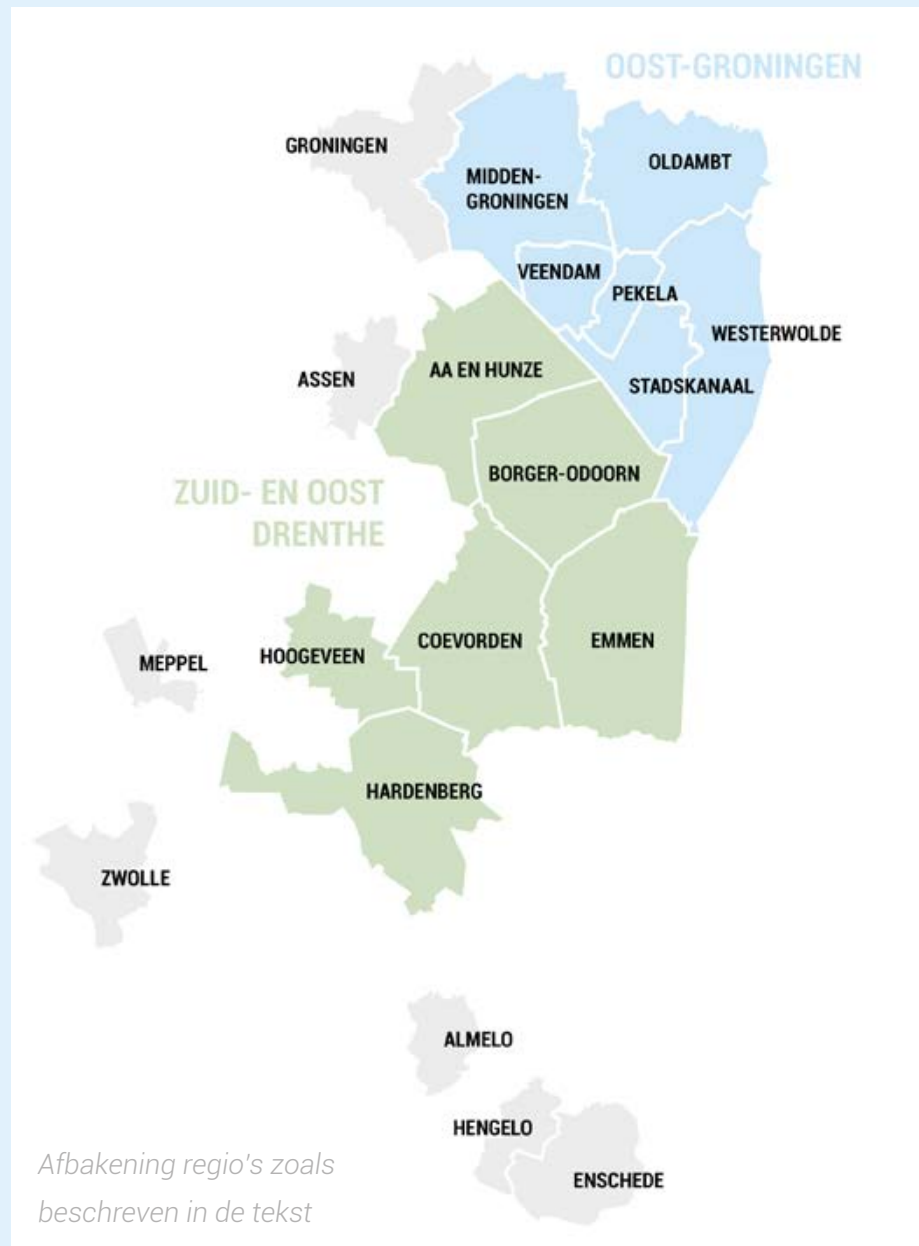 OOST-GRONINGEN
GRONINGEN
MIDDEN-
GRONINGEN
OLDAMBT
VEENDAM
PEKELA
WESTERWOLDE
AA EN HUNZE
ASSEN
STADSKANAAL
BORGER-ODOORN
ZUID- EN OOST
DRENTHE
COEVORDEN
EMMEN
HOOGEVEEN
MEPPEL
HARDENBERG
ZWOLLE
ALMELO
HENGELO
ENSCHEDE
Afbakening regio's zoals
beschreven in de tekst